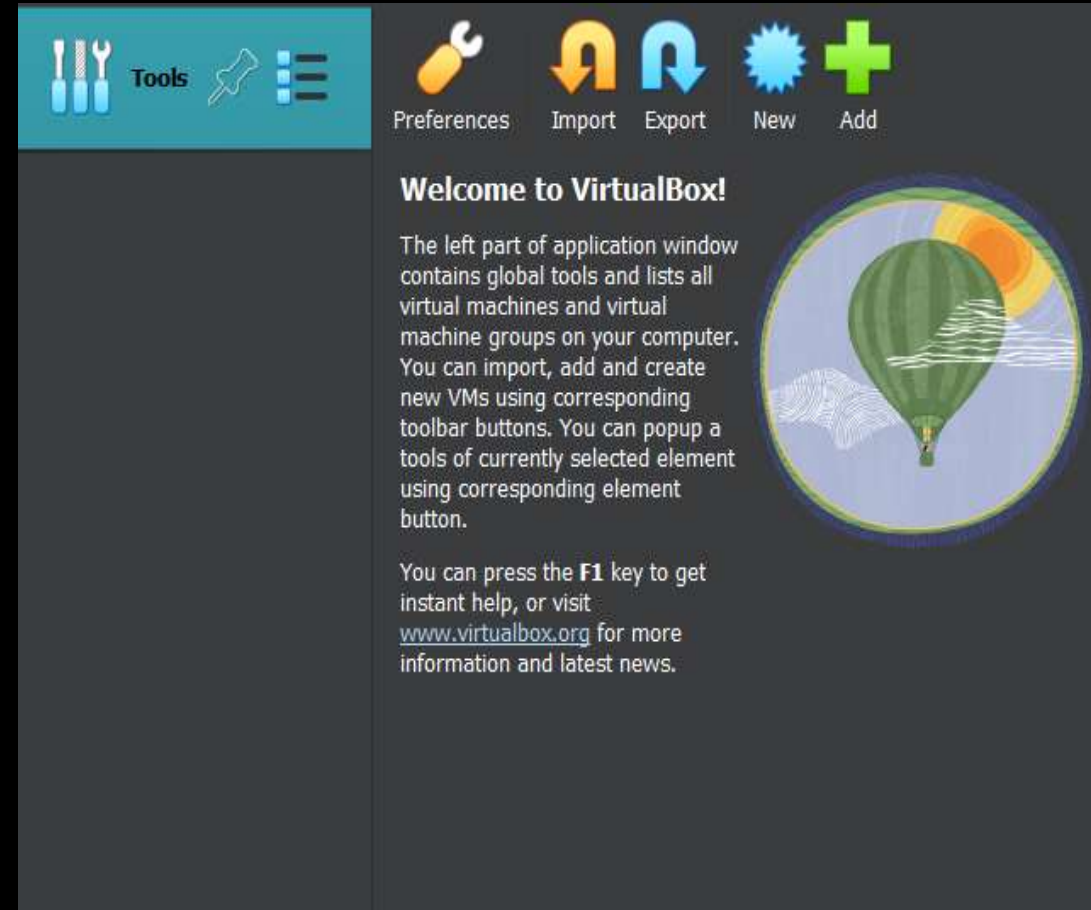 Tools
Preferences Import Export New Add
Welcome to VirtualBox!
The left part of application window
contains global tools and lists all
virtual machines and virtual
machine groups on your computer.
You can import, add and create
new VMs using corresponding
toolbar buttons. You can popup a
tools of currently selected element
using corresponding element
button.
You can press the F1 key to get
instant help, or visit
www.virtualbox.org for more
information and latest news.